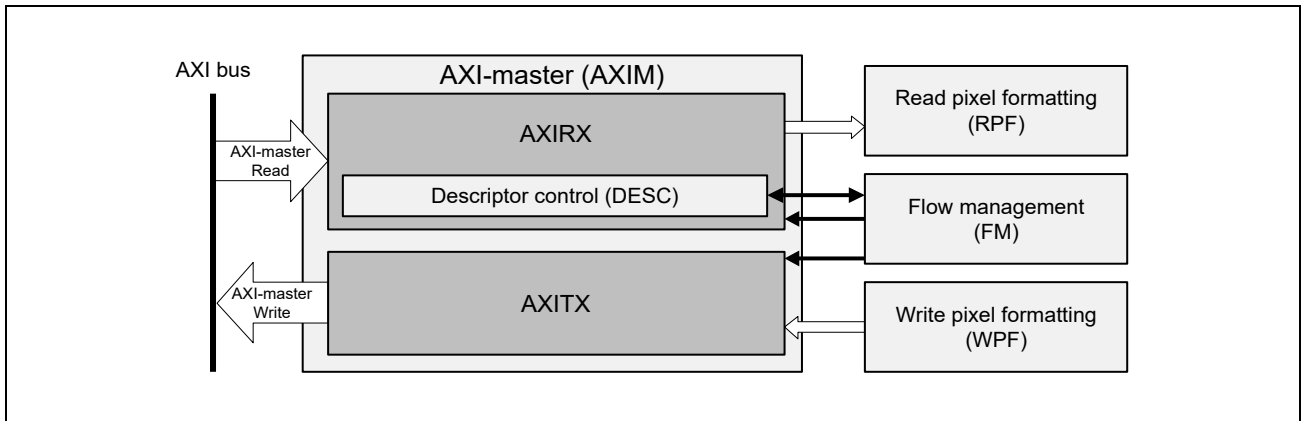 AXI bus
AXI-master (AXIM)
AXI-master
Read
AXIRX
Descriptor control (DESC)
Read pixel formatting
(RPF)
Flow management
(FM)
AXI-master
Write
AXITX
Write pixel formatting
(WPF)